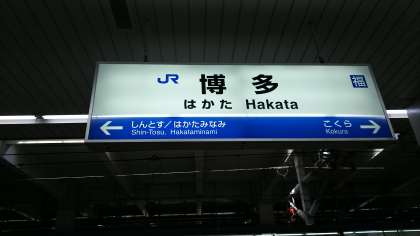 JR 博多 福
はかた Hakata
← しんとす/はかたみなみ こくら →
Shin-Tosu, Hakataminami Kokura